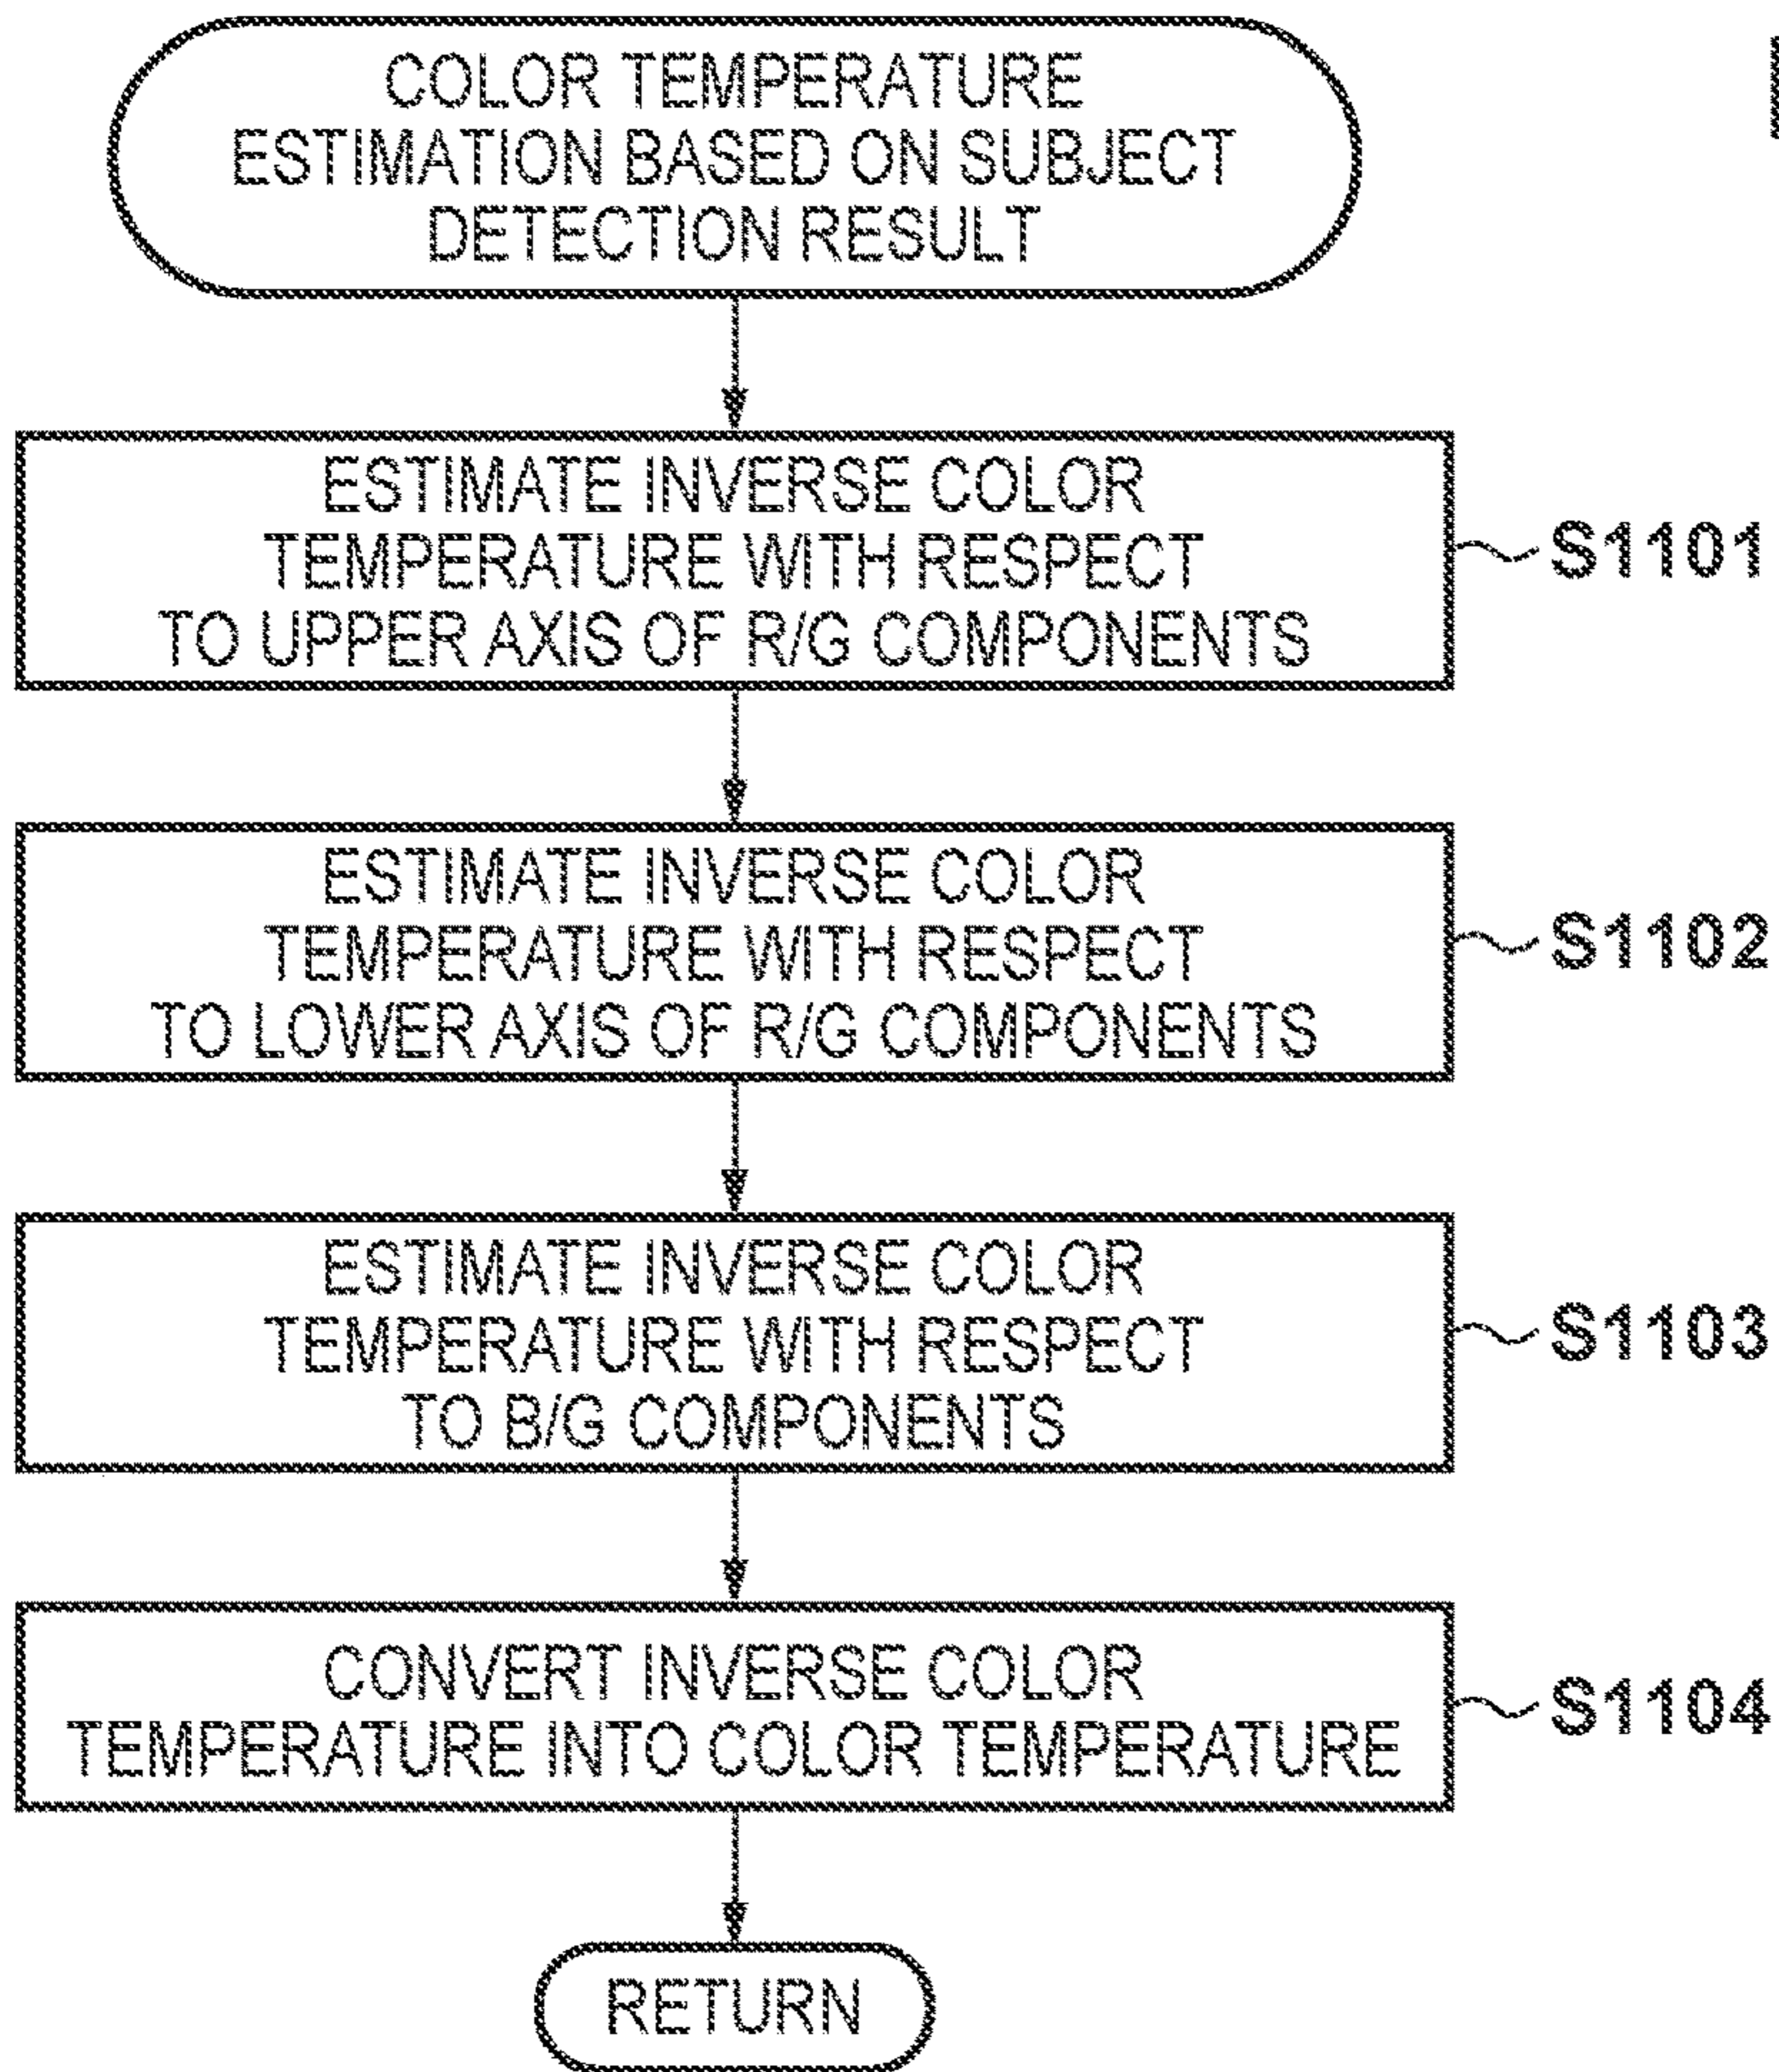 COLOR TEMPERATURE
ESTIMATION BASED ON SUBJECT
DETECTION RESULT
ESTIMATE INVERSE COLOR
TEMPERATURE WITH RESPECT
TO UPPER AXIS OF R/G COMPONENTS
S1101
ESTIMATE INVERSE COLOR
TEMPERATURE WITH RESPECT
TO LOWER AXIS OF R/G COMPONENTS
S1102
ESTIMATE INVERSE COLOR
TEMPERATURE WITH RESPECT
TO B/G COMPONENTS
S1103
CONVERT INVERSE COLOR
TEMPERATURE INTO COLOR TEMPERATURE
S1104
RETURN